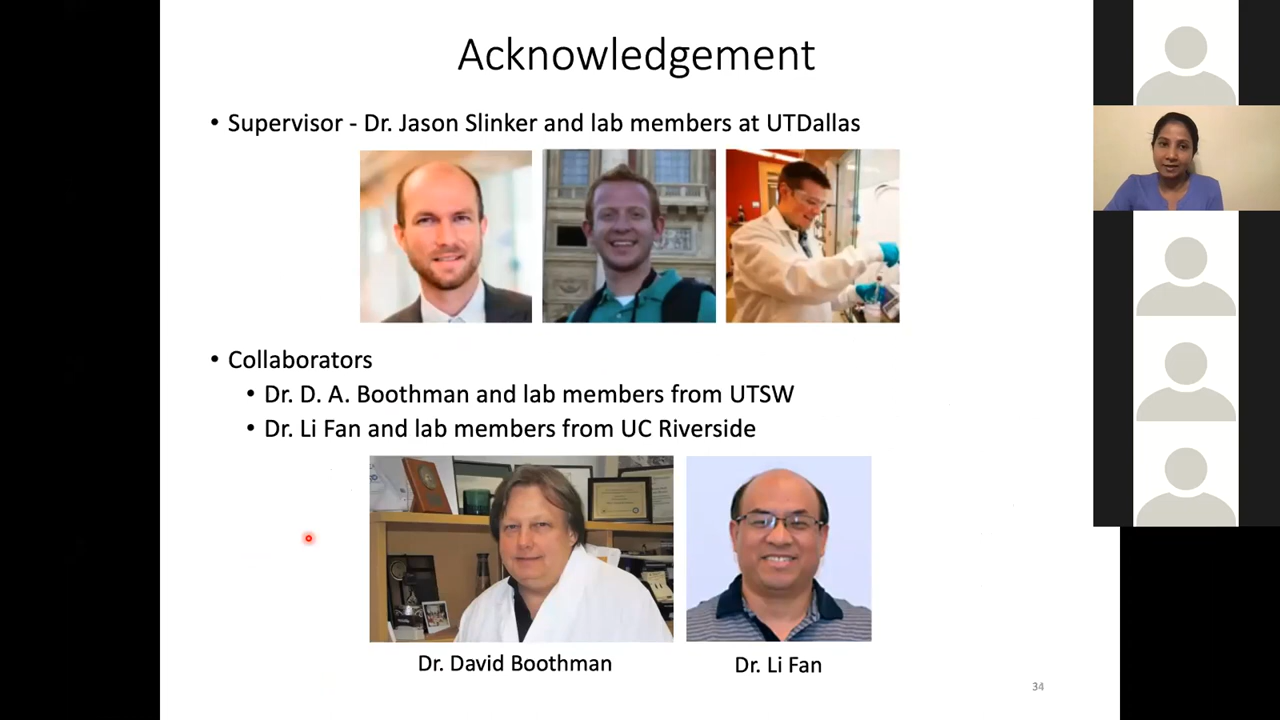 Acknowledgement
• Supervisor - Dr. Jason Slinker and lab members at UTDallas
• Collaborators
• Dr. D. A. Boothman and lab members from UTSW
• Dr. Li Fan and lab members from UC Riverside
Dr. David Boothman
Dr. Li Fan
34